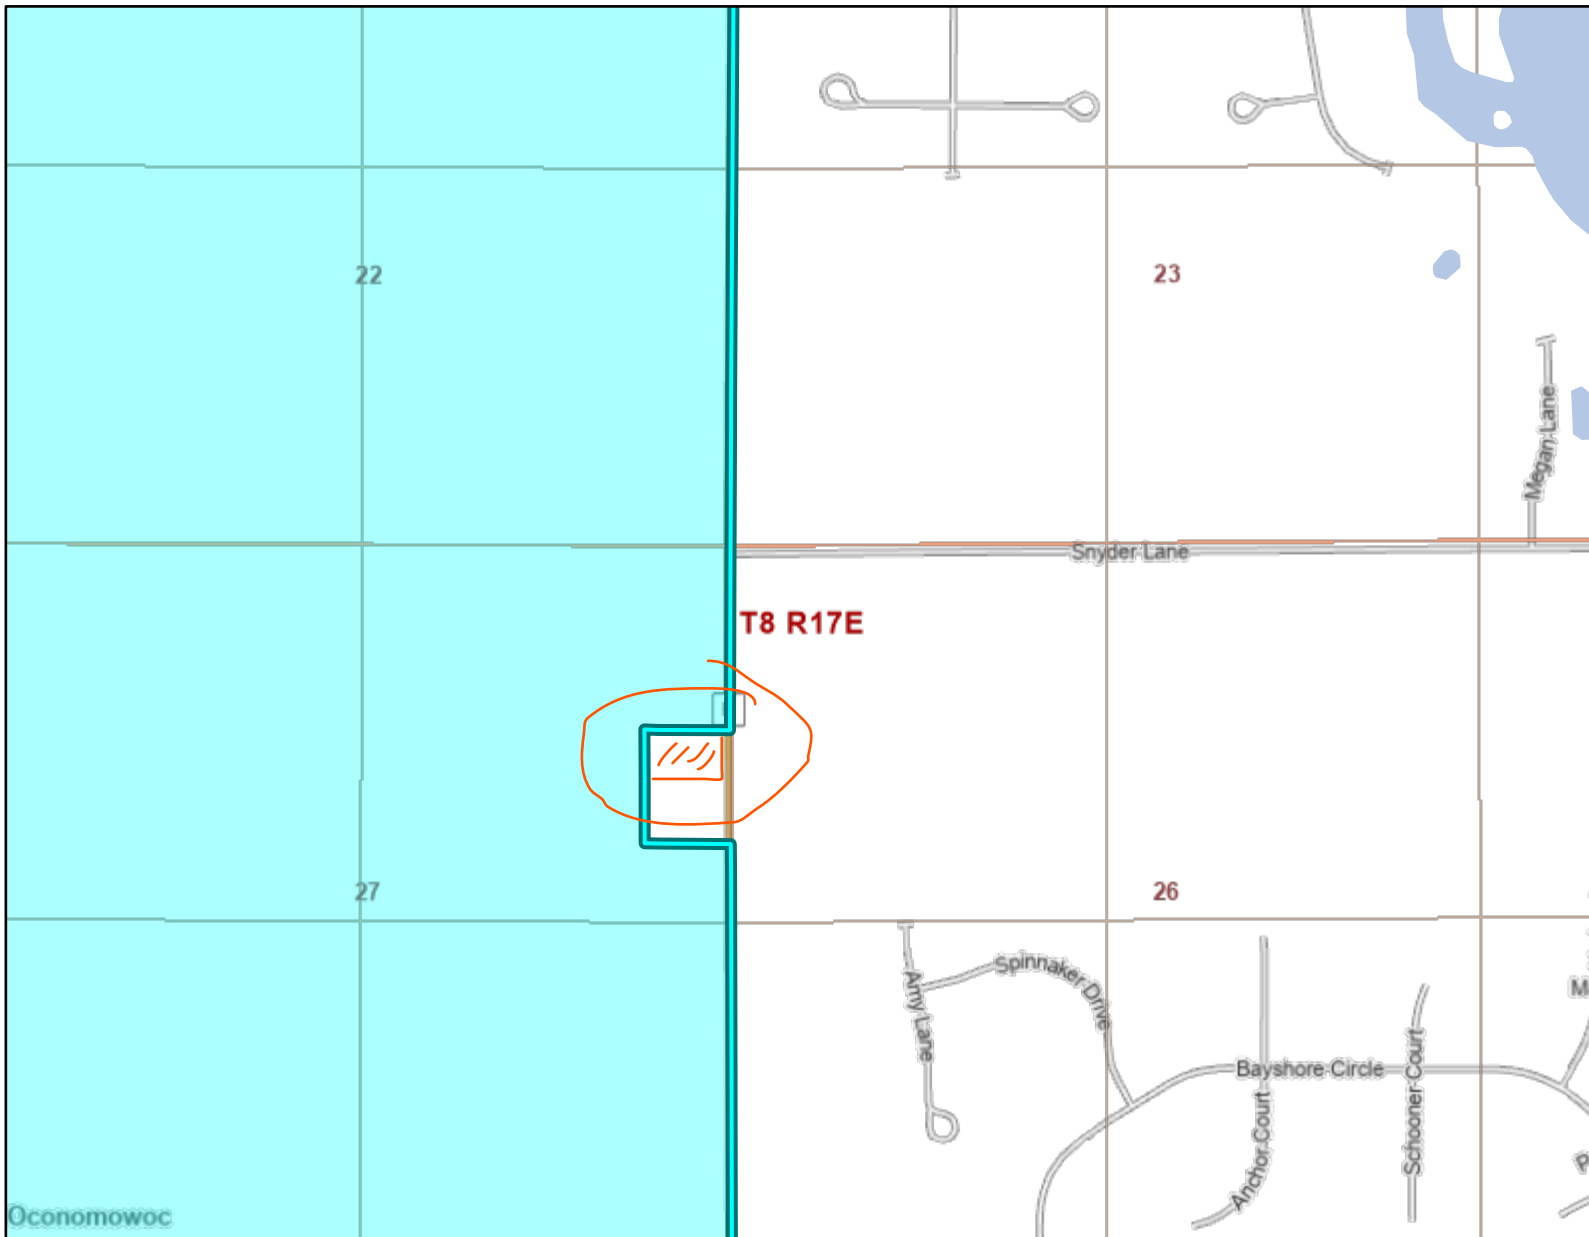 22
23
Megan Lane
Snyder Lane
T8 R17E
27
26
Spinnaker Drive
Amy Lane
Bayshore Circle
Schooner Court
Anchor Court
Oconomowoc